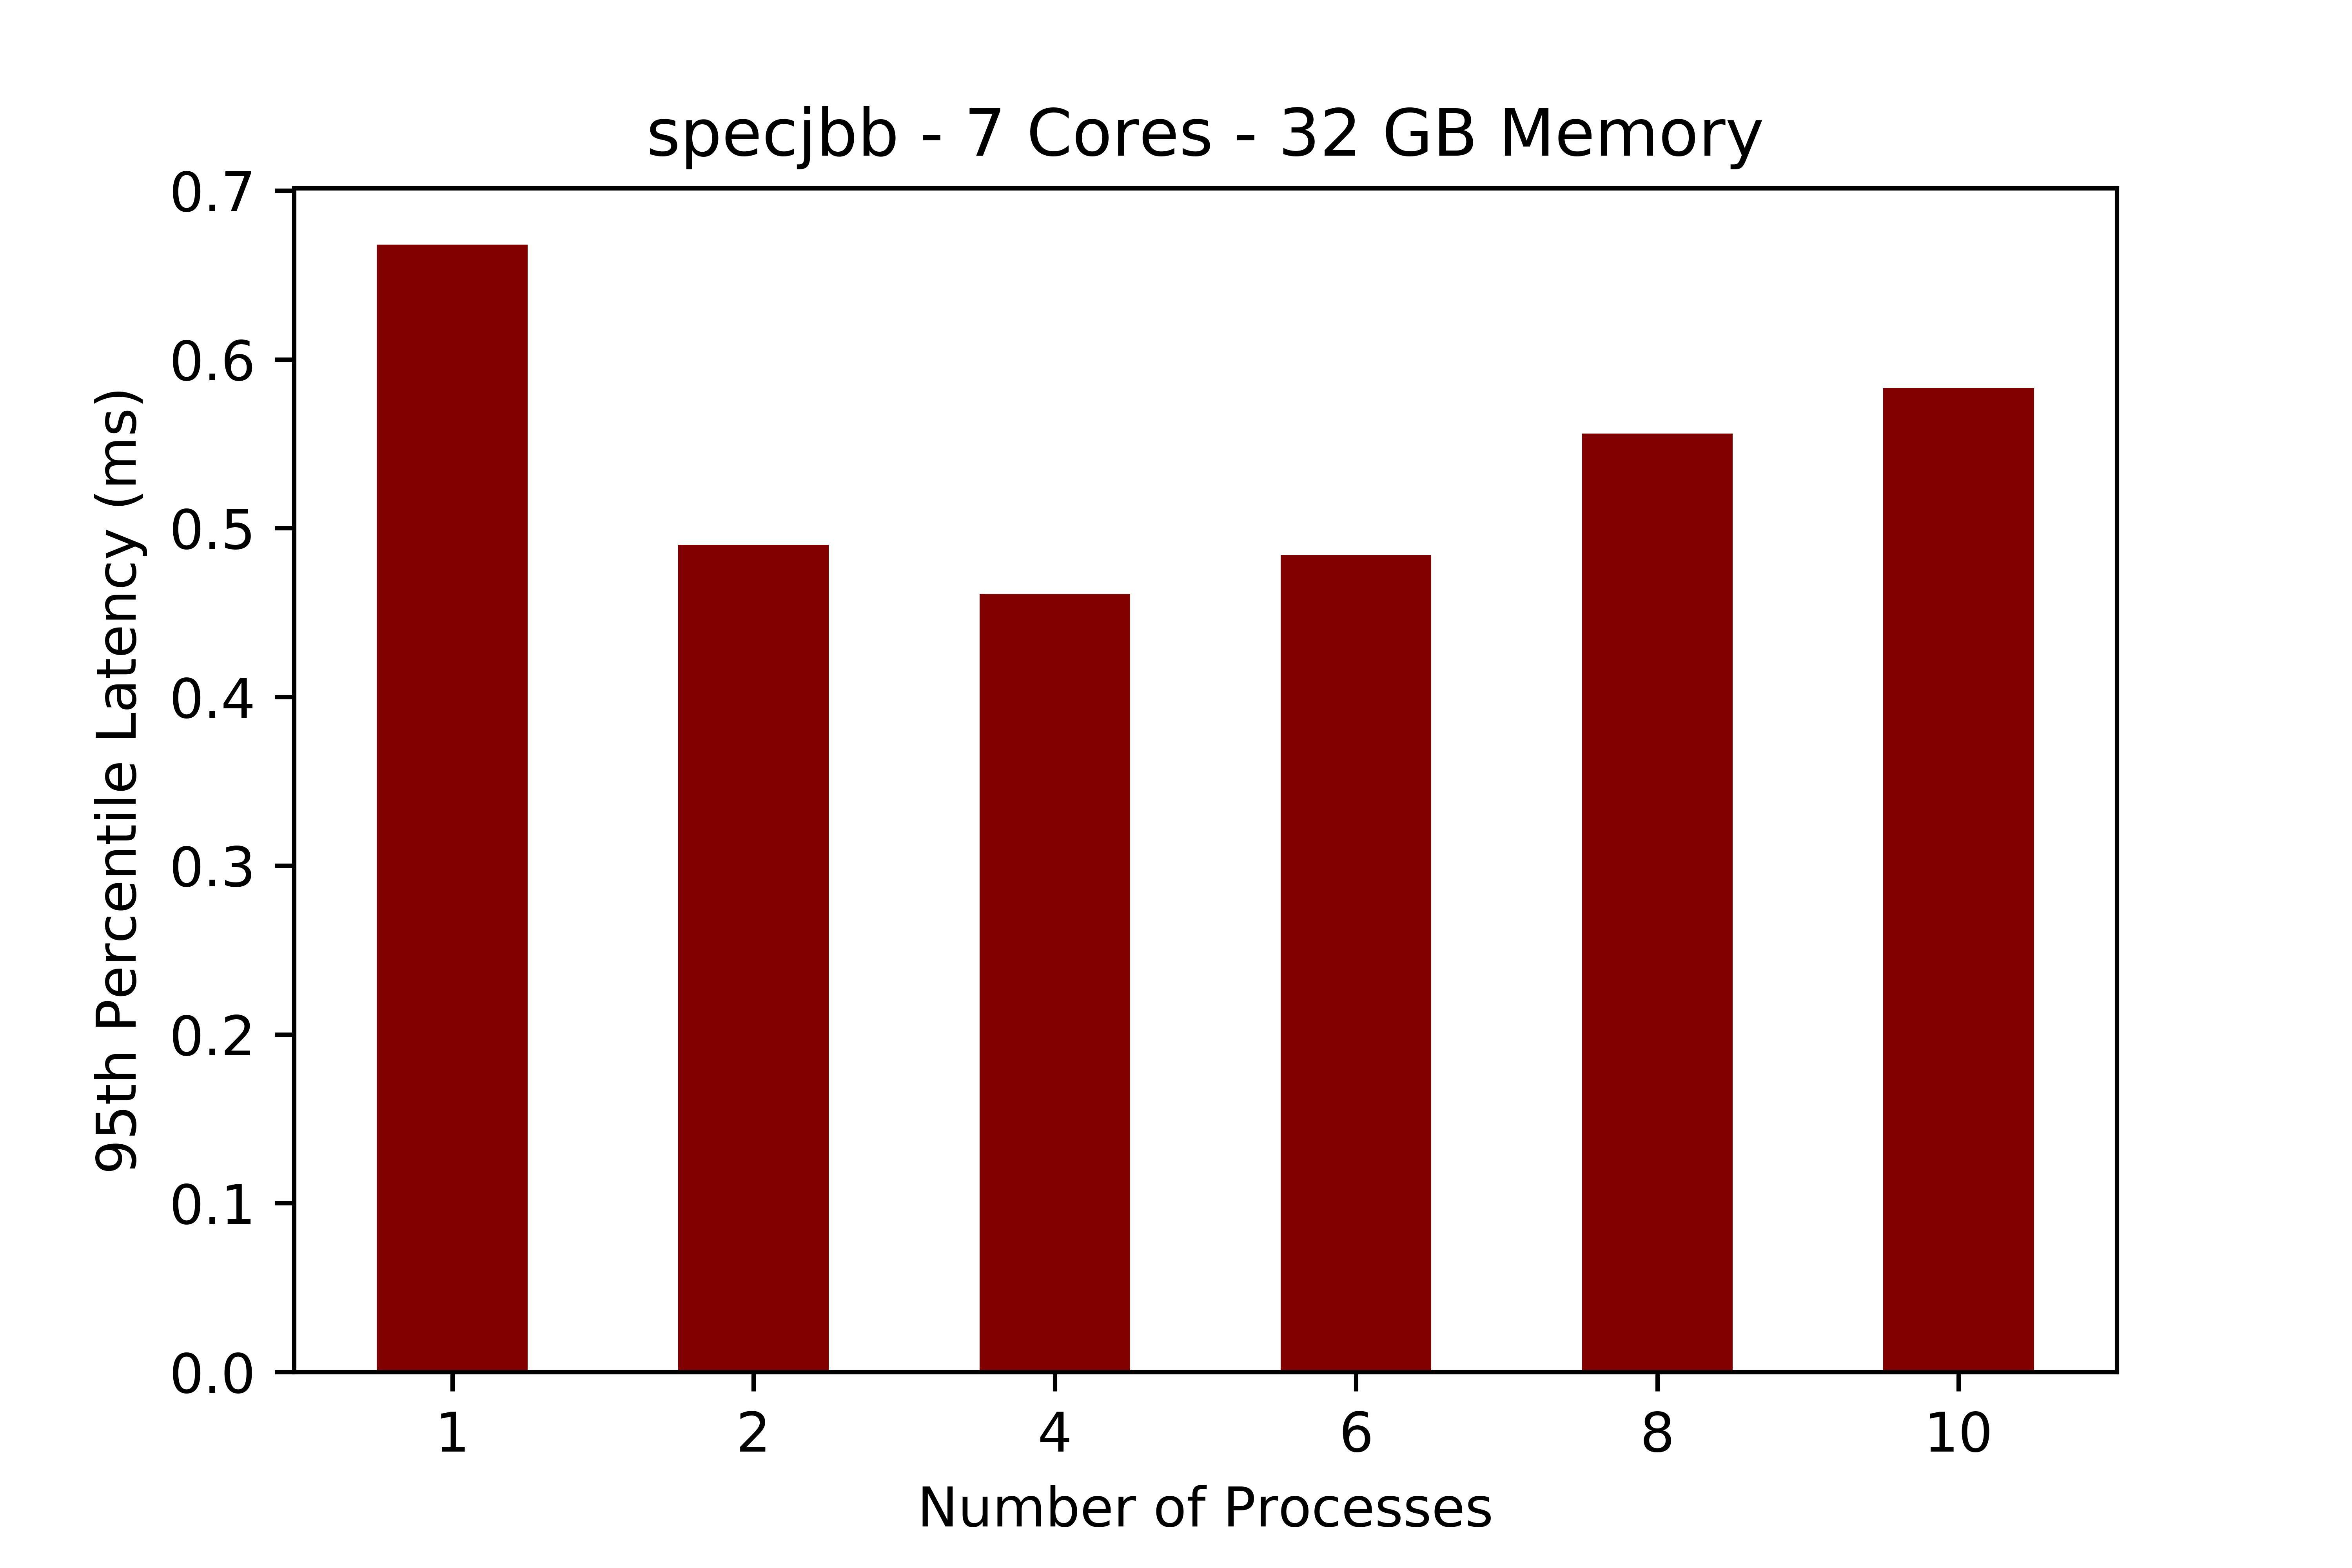 specjbb - 7 Cores - 32 GB Memory
95th Percentile Latency (ms)
0.7
0.6
0.5
0.4
0.3
0.2
0.1
0.0
1 2 4 6 8 10
Number of Processes